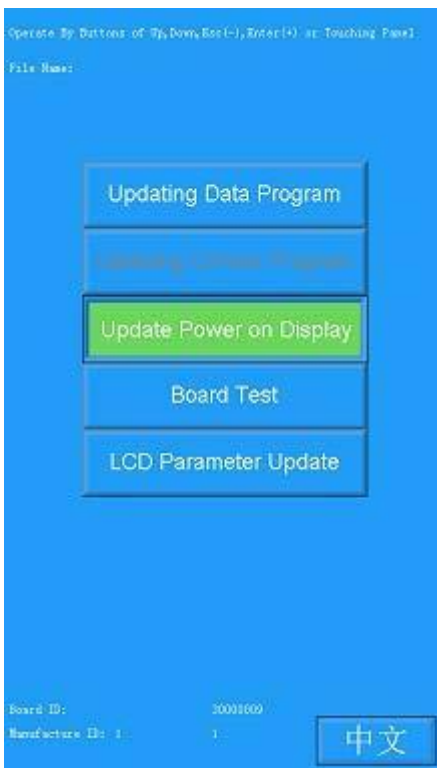 Operate By Buttons of Up,Down,Esc(-),Enter(+) or Touching Panel
File Name:
Updating Data Program
Update Power on Display
Board Test
LCD Parameter Update
Board ID:
Manufacture ID: 1 1
中文